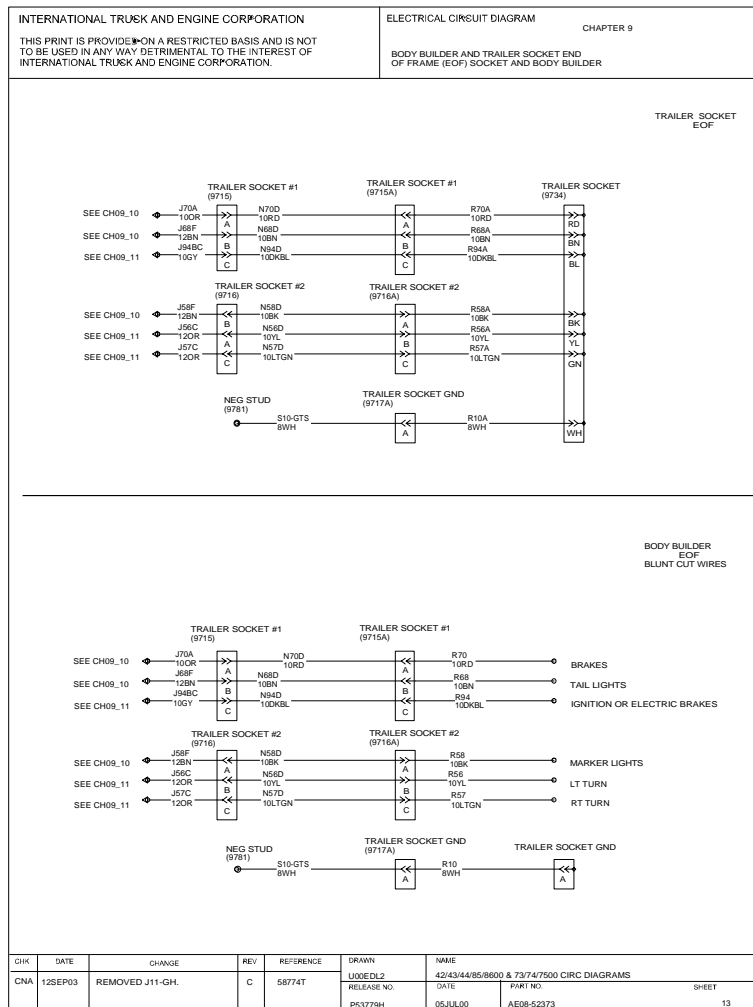 INTERNATIONAL TRUCK AND ENGINE CORPORATION
THIS PRINT IS PROVIDED ON A RESTRICTED BASIS AND IS NOT
TO BE USED IN ANY WAY DETRIMENTAL TO THE INTEREST OF
INTERNATIONAL TRUCK AND ENGINE CORPORATION.
ELECTRICAL CIRCUIT DIAGRAM
CHAPTER 9
BODY BUILDER AND TRAILER SOCKET END
OF FRAME (EOF) SOCKET AND BODY BUILDER
TRAILER SOCKET
EOF
TRAILER SOCKET #1
(9715)
TRAILER SOCKET #1
(9715A)
TRAILER SOCKET
(9734)
SEE CH09_10 J70A N70D R70A
10OR A 10RD A 10RD RD
SEE CH09_10 J68F N68D R68A
12BN B 10BN B 10BN BN
SEE CH09_11 J94BC N94D R94A
10GY C 10DKBL C 10DKBL BL
TRAILER SOCKET #2
(9716)
TRAILER SOCKET #2
(9716A)
SEE CH09_10 J58F N58D R58A
12BN B 10BK A 10BK BK
SEE CH09_11 J56C N56D R56A
12OR A 10YL B 10YL YL
SEE CH09_11 J57C N57D R57A
12OR C 10LTGN C 10LTGN GN
NEG STUD
(9781)
TRAILER SOCKET GND
(9717A)
S10-GTS R10A
8WH A 8WH WH
BODY BUILDER
EOF
BLUNT CUT WIRES
TRAILER SOCKET #1
(9715)
TRAILER SOCKET #1
(9715A)
SEE CH09_10 J70A N70D R70 BRAKES
10OR A 10RD A 10RD
SEE CH09_10 J68F N68D R68 TAIL LIGHTS
12BN B 10BN B 10BN
SEE CH09_11 J94BC N94D R94 IGNITION OR ELECTRIC BRAKES
10GY C 10DKBL C 10DKBL
TRAILER SOCKET #2
(9716)
TRAILER SOCKET #2
(9716A)
SEE CH09_10 J58F N58D R58 MARKER LIGHTS
12BN A 10BK A 10BK
SEE CH09_11 J56C N56D R56 LT TURN
12OR B 10YL B 10YL
SEE CH09_11 J57C N57D R57 RT TURN
12OR C 10LTGN C 10LTGN
NEG STUD
(9781)
TRAILER SOCKET GND
(9717A)
TRAILER SOCKET GND
S10-GTS R10
8WH A 8WH A
CHK DATE CHANGE REV REFERENCE DRAWN NAME
U00EDL2 42/43/44/85/8600 & 73/74/7500 CIRC DIAGRAMS
CNA 12SEP03 REMOVED J11-GH. C 58774T RELEASE NO. DATE PART NO. SHEET
P53779H 05JUL00 AE08-52373 13